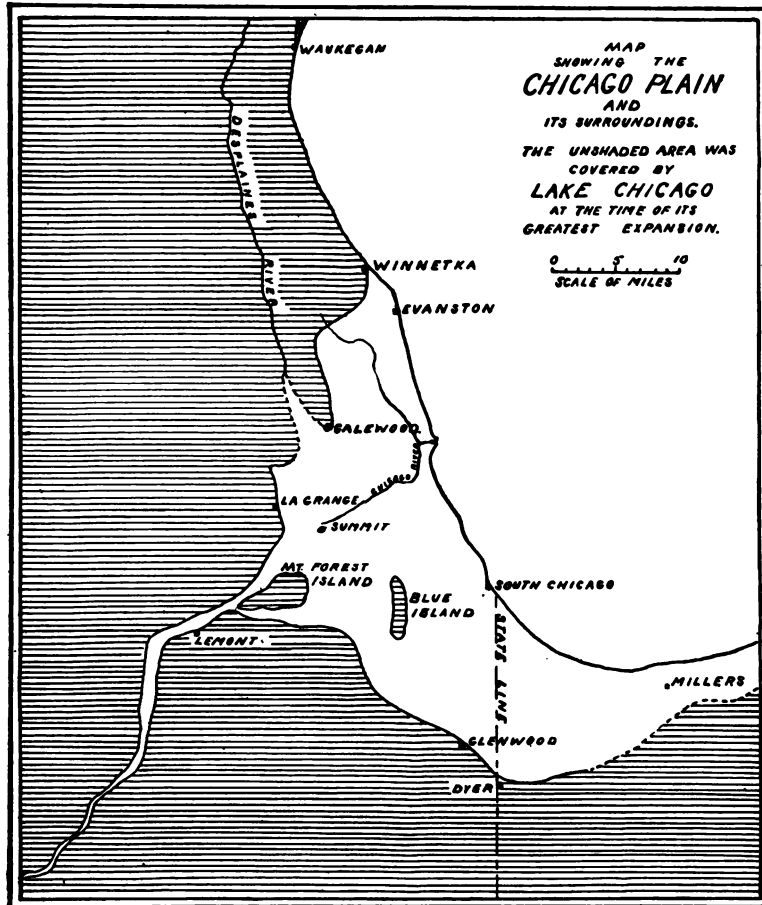 WAUKEGAN
MAP
SHOWING THE
CHICAGO PLAIN
AND
ITS SURROUNDINGS.
THE UNSHADED AREA WAS
COVERED BY
LAKE CHICAGO
AT THE TIME OF ITS
GREATEST EXPANSION.
0 5 10
SCALE OF MILES
DESPLAINES
RIVER
WINNETKA
EVANSTON
GALEWOOD
CHICAGO RIVER
LA GRANGE
SUMMIT
MT. FOREST
ISLAND
BLUE
ISLAND
SOUTH CHICAGO
STATE LINE
LEMONT.
MILLERS
GLENWOOD
DYER